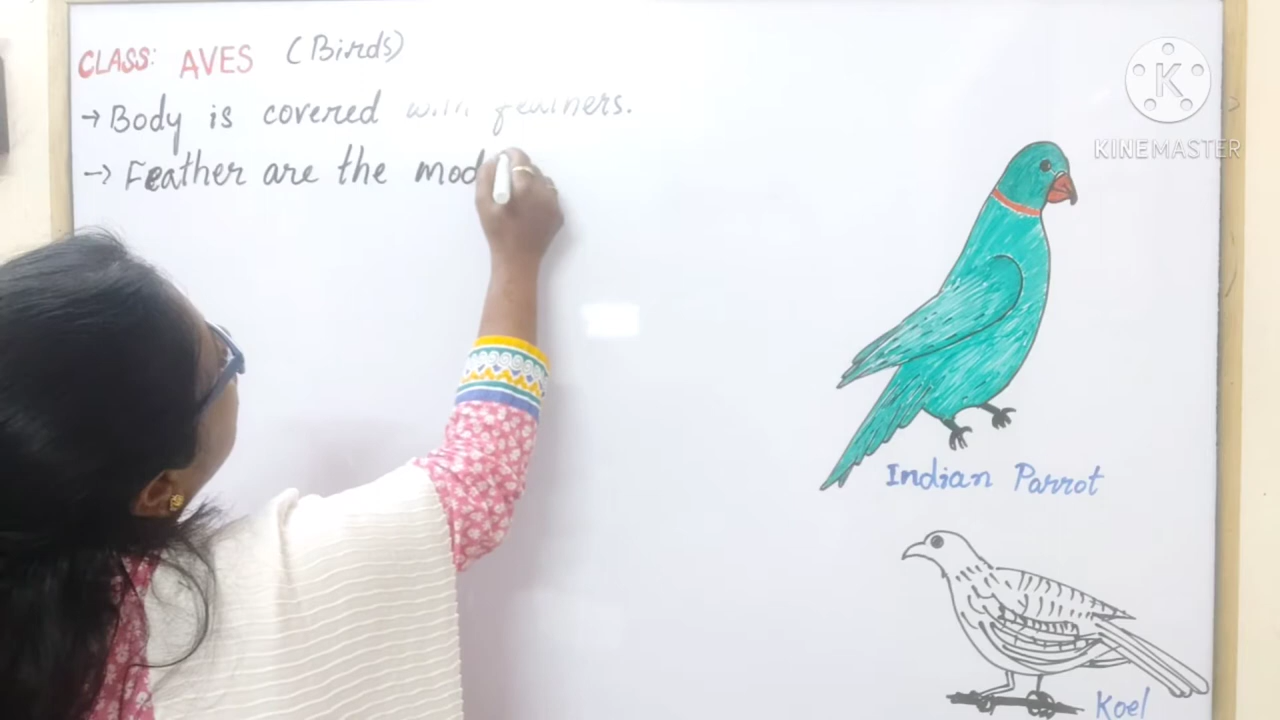 CLASS: AVES (Birds)
→ Body is covered with feathers.
→ Feather are the mod
K
KINEMASTER
Indian Parrot
Koel